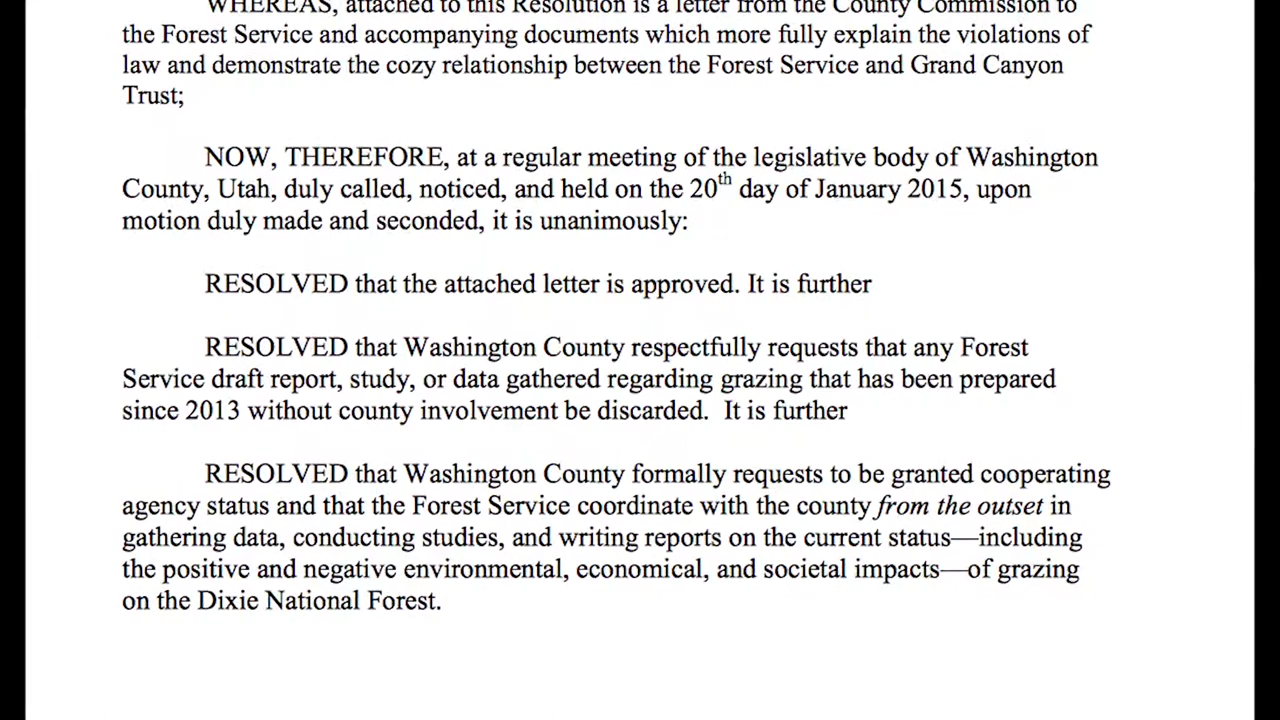 WHEREAS, attached to this Resolution is a letter from the County Commission to
the Forest Service and accompanying documents which more fully explain the violations of
law and demonstrate the cozy relationship between the Forest Service and Grand Canyon
Trust;
NOW, THEREFORE, at a regular meeting of the legislative body of Washington
County, Utah, duly called, noticed, and held on the 20th day of January 2015, upon
motion duly made and seconded, it is unanimously:
RESOLVED that the attached letter is approved. It is further
RESOLVED that Washington County respectfully requests that any Forest
Service draft report, study, or data gathered regarding grazing that has been prepared
since 2013 without county involvement be discarded.  It is further
RESOLVED that Washington County formally requests to be granted cooperating
agency status and that the Forest Service coordinate with the county from the outset in
gathering data, conducting studies, and writing reports on the current status—including
the positive and negative environmental, economical, and societal impacts—of grazing
on the Dixie National Forest.